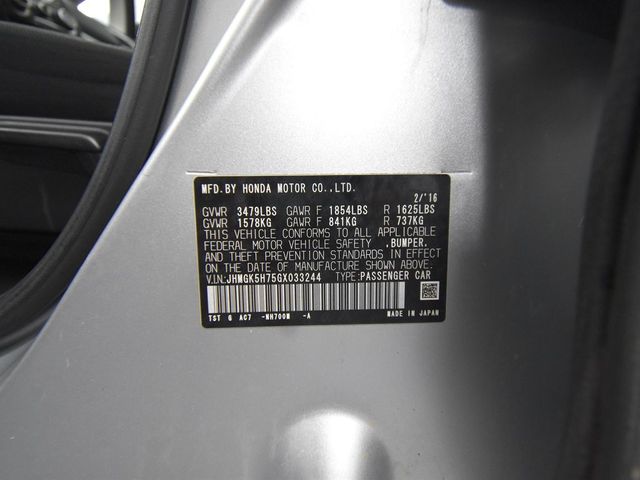 MFD.BY HONDA MOTOR CO.,LTD.
2/'16
GVWR 3479LBS GAWR F 1854LBS R 1625LBS
GVWR 1578KG GAWR F 841KG R 737KG
THIS VEHICLE CONFORMS TO ALL APPLICABLE
FEDERAL MOTOR VEHICLE SAFETY ,BUMPER,
AND THEFT PREVENTION STANDARDS IN EFFECT
ON THE DATE OF MANUFACTURE SHOWN ABOVE.
V.I.N:JHMGK5H75GX033244 TYPE:PASSENGER CAR
TST 6 AC7 -NH700M -A MADE IN JAPAN